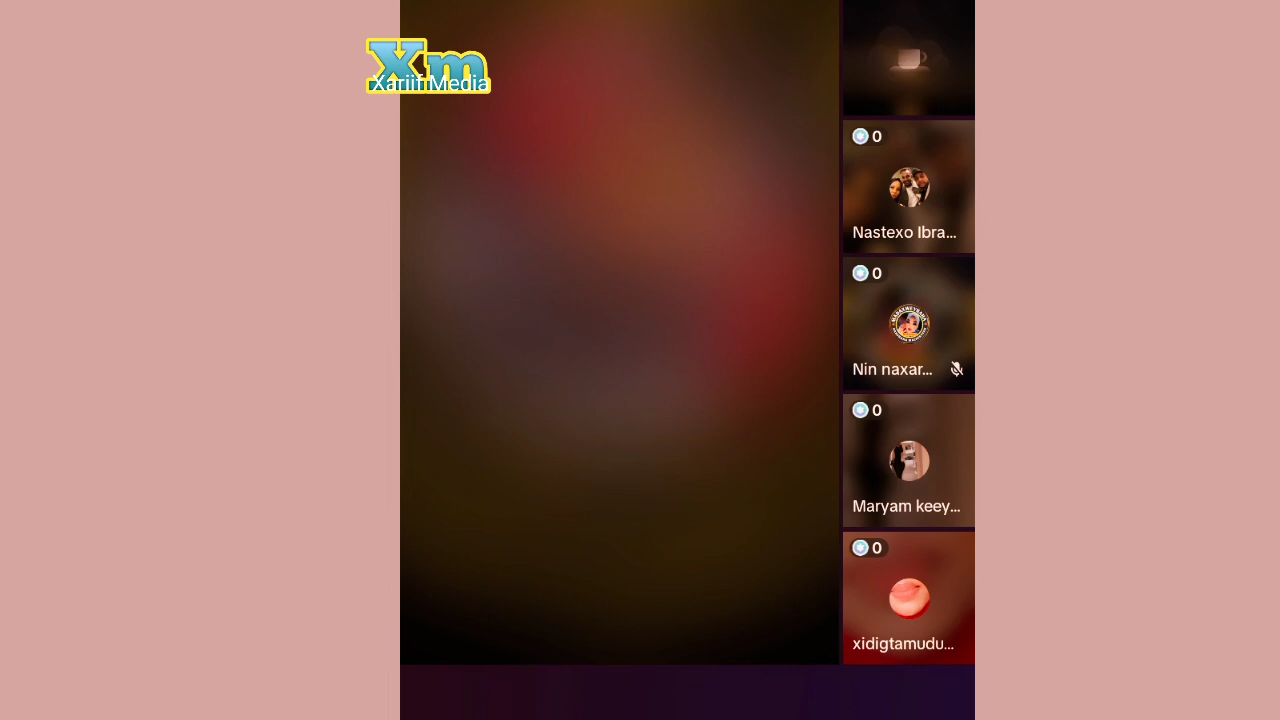 Xm
Xariif Media
0
Nastexo Ibra...
0
Nin naxar...
0
Maryam keey...
0
xidigtamudu...